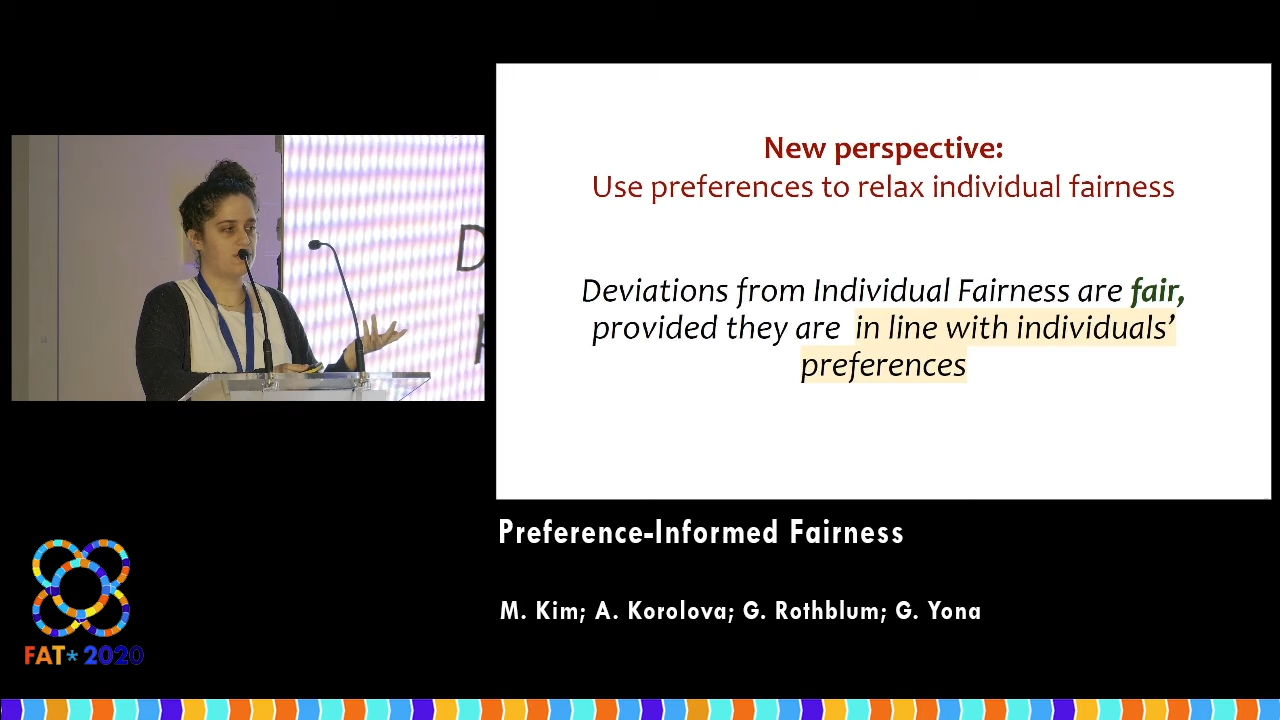 New perspective:
Use preferences to relax individual fairness
Deviations from Individual Fairness are fair,
provided they are in line with individuals’
preferences
Preference-Informed Fairness
M. Kim; A. Korolova; G. Rothblum; G. Yona
FAT* 2020